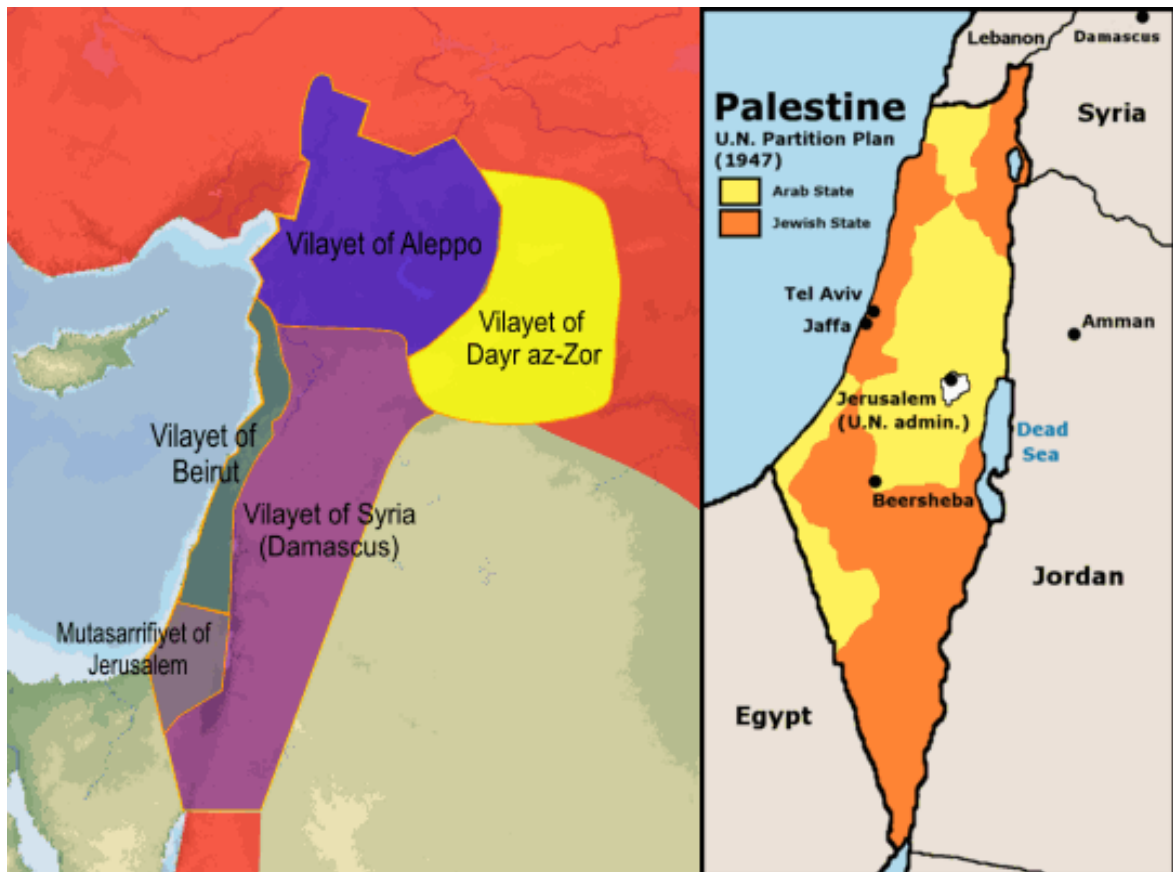 Vilayet of Aleppo
Vilayet of
Dayr az-Zor
Vilayet of
Beirut
Vilayet of Syria
(Damascus)
Mutasarrifiyet of
Jerusalem
Lebanon
Damascus
Syria
Palestine
U.N. Partition Plan
(1947)
Arab State
Jewish State
Tel Aviv
Jaffa
Amman
Jerusalem
(U.N. admin.)
Dead
Sea
Beersheba
Jordan
Egypt